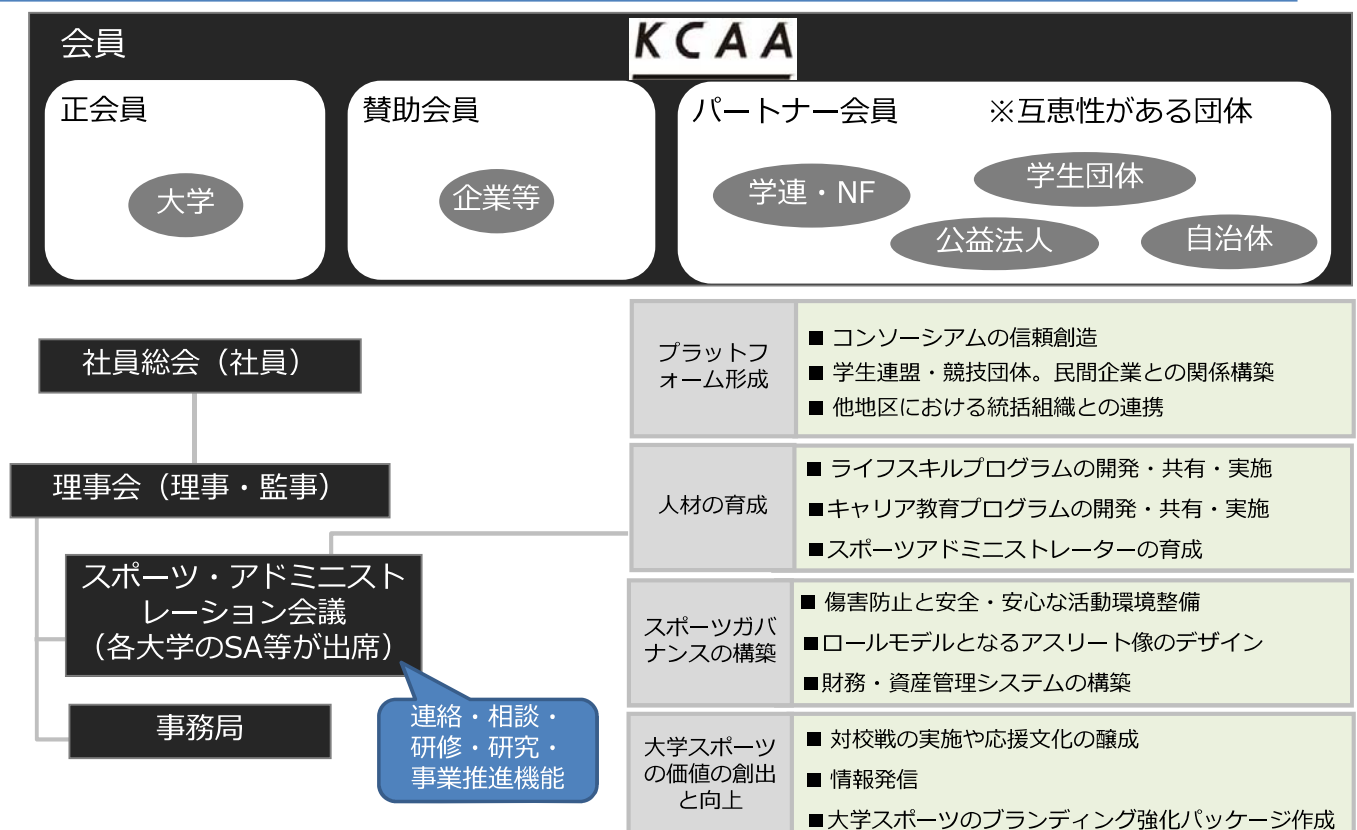 会員
KCAA
正会員
大学
賛助会員
企業等
パートナー会員 ※互恵性がある団体
学連・NF
学生団体
公益法人
自治体
社員総会（社員）
理事会（理事・監事）
スポーツ・アドミニスト
レーション会議
（各大学のSA等が出席）
事務局
連絡・相談・
研修・研究・
事業推進機能
プラットフ
ォーム形成
■ コンソーシアムの信頼創造
■ 学生連盟・競技団体。民間企業との関係構築
■ 他地区における統括組織との連携
人材の育成
■ ライフスキルプログラムの開発・共有・実施
■キャリア教育プログラムの開発・共有・実施
■スポーツアドミニストレーターの育成
スポーツガバ
ナンスの構築
■ 傷害防止と安全・安心な活動環境整備
■ロールモデルとなるアスリート像のデザイン
■財務・資産管理システムの構築
大学スポーツ
の価値の創出
と向上
■ 対校戦の実施や応援文化の醸成
■ 情報発信
■大学スポーツのブランディング強化パッケージ作成